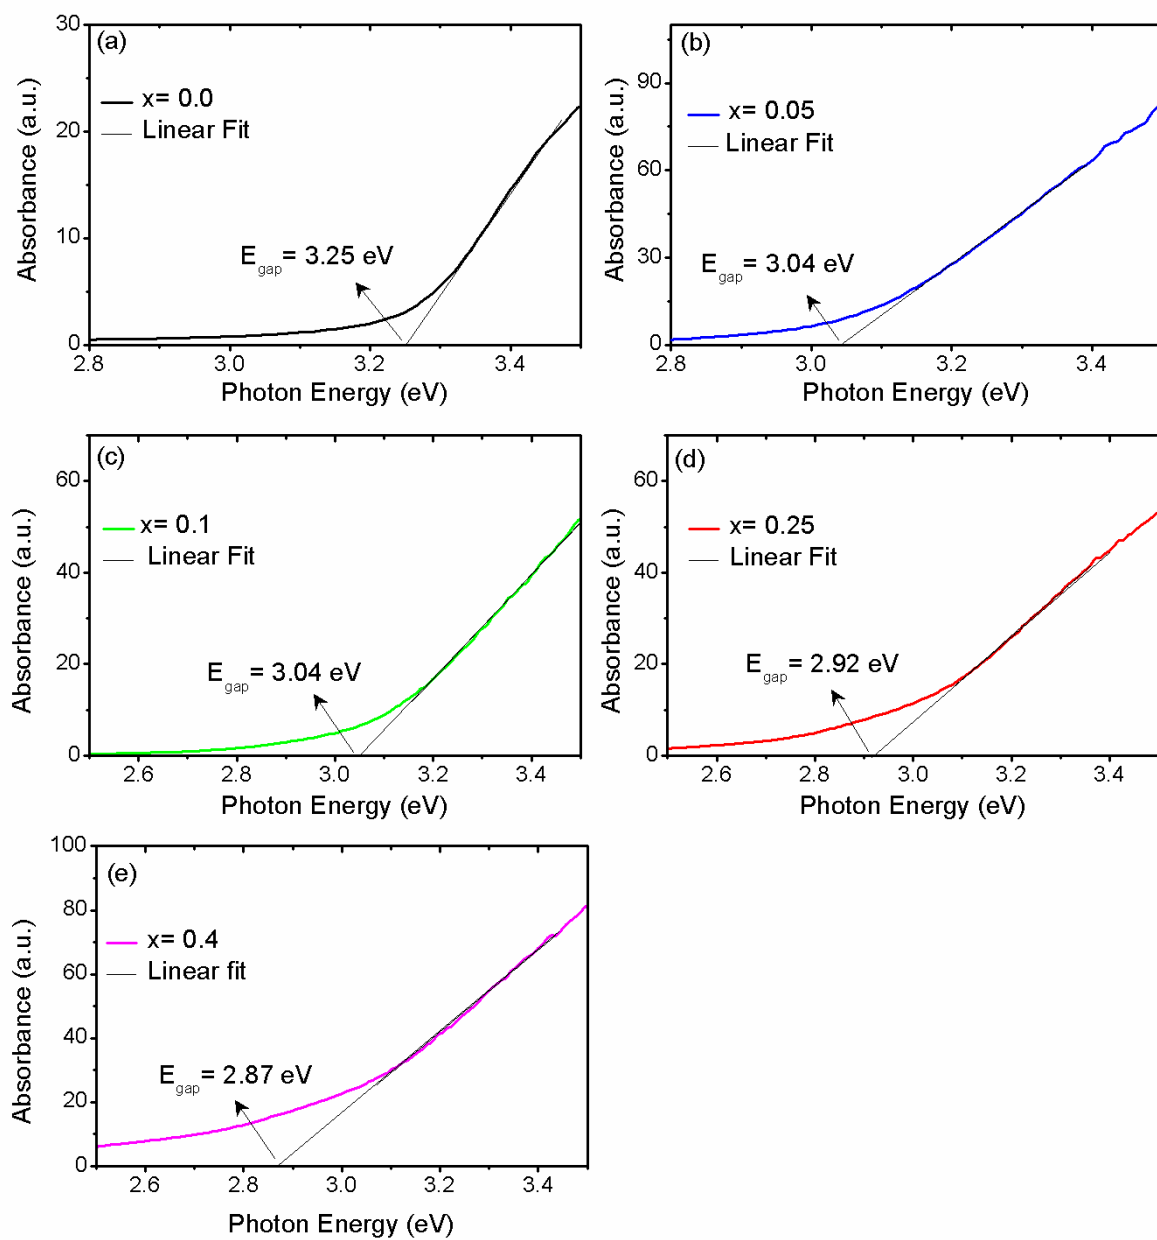 (a)
x= 0.0
Linear Fit
E_gap= 3.25 eV
30
20
10
0
2.8 3.0 3.2 3.4
Absorbance (a.u.)
Photon Energy (eV)
(b)
x= 0.05
Linear Fit
E_gap= 3.04 eV
90
60
30
0
2.8 3.0 3.2 3.4
Absorbance (a.u.)
Photon Energy (eV)
(c)
x= 0.1
Linear Fit
E_gap= 3.04 eV
60
40
20
0
2.6 2.8 3.0 3.2 3.4
Absorbance (a.u.)
Photon Energy (eV)
(d)
x= 0.25
Linear Fit
E_gap= 2.92 eV
60
40
20
0
2.6 2.8 3.0 3.2 3.4
Absorbance (a.u.)
Photon Energy (eV)
(e)
x= 0.4
Linear fit
E_gap= 2.87 eV
100
80
60
40
20
0
2.6 2.8 3.0 3.2 3.4
Absorbance (a.u.)
Photon Energy (eV)